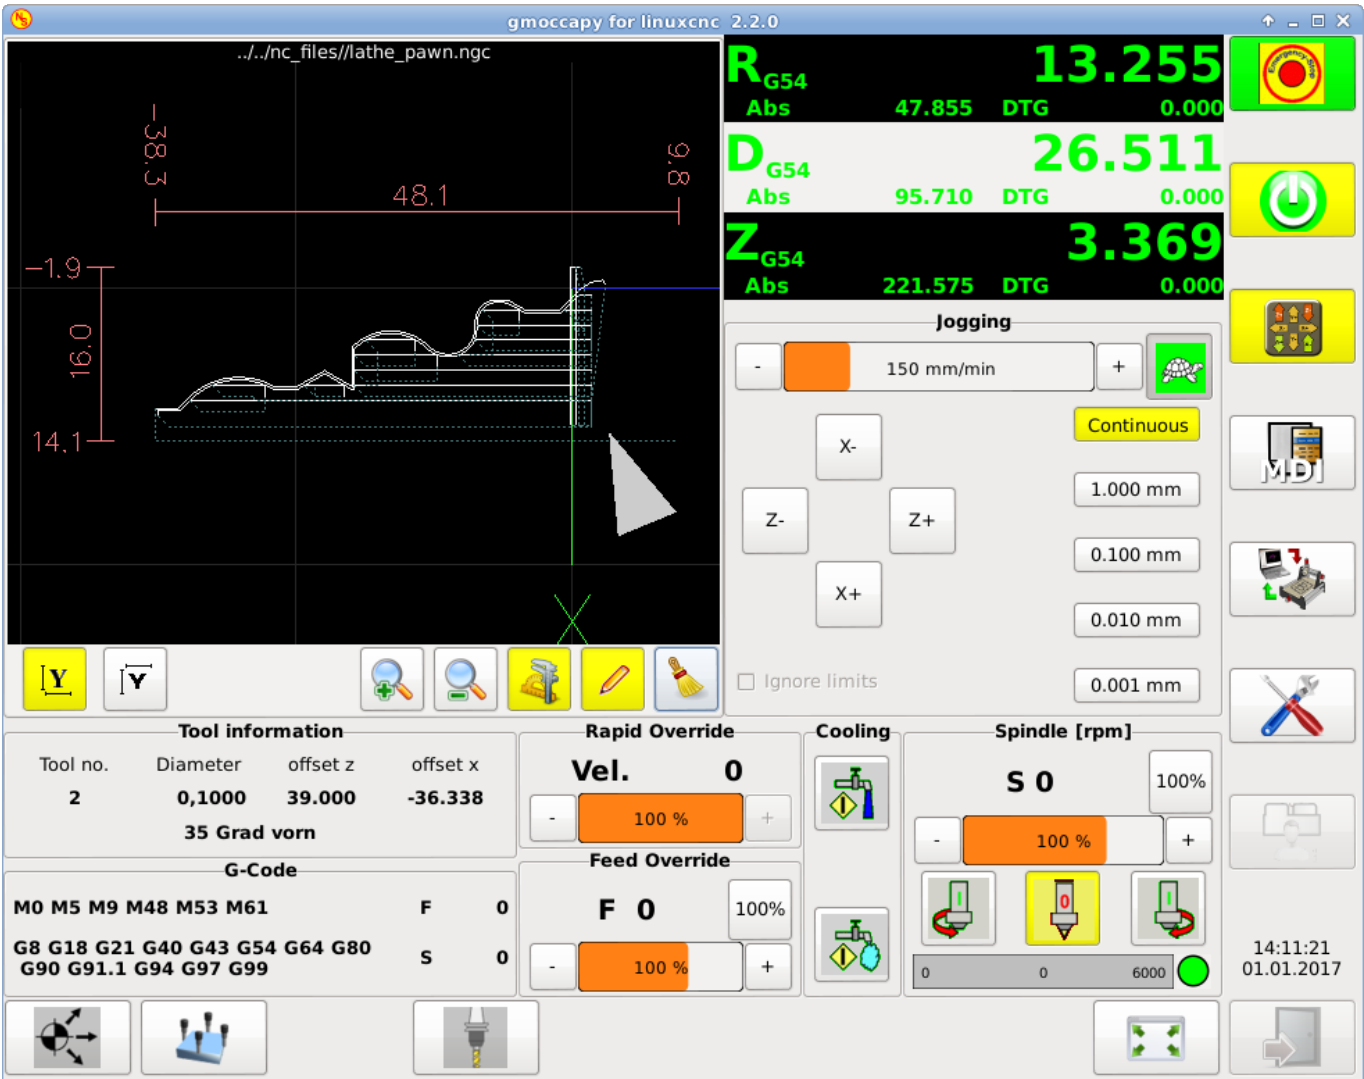 gmoccapy for linuxcnc 2.2.0
../../nc_files//lathe_pawn.ngc
-38.3
9.8
48.1
-1.9
16.0
14.1
R G54 13.255
Abs 47.855 DTG 0.000
D G54 26.511
Abs 95.710 DTG 0.000
Z G54 3.369
Abs 221.575 DTG 0.000
Emergency-Stop
Jogging
- 150 mm/min +
Continuous
X-
1.000 mm
Z- Z+
0.100 mm
X+
0.010 mm
Ignore limits
0.001 mm
MDI
Y
Y
Tool information
Tool no. Diameter offset z offset x
2 0,1000 39.000 -36.338
35 Grad vorn
G-Code
M0 M5 M9 M48 M53 M61 F 0
G8 G18 G21 G40 G43 G54 G64 G80
G90 G91.1 G94 G97 G99
S 0
Rapid Override
Vel. 0
- 100 % +
Feed Override
F 0 100%
- 100 % +
Cooling
Spindle [rpm]
S 0 100%
- 100 % +
I 0 I
0 0 6000
14:11:21
01.01.2017